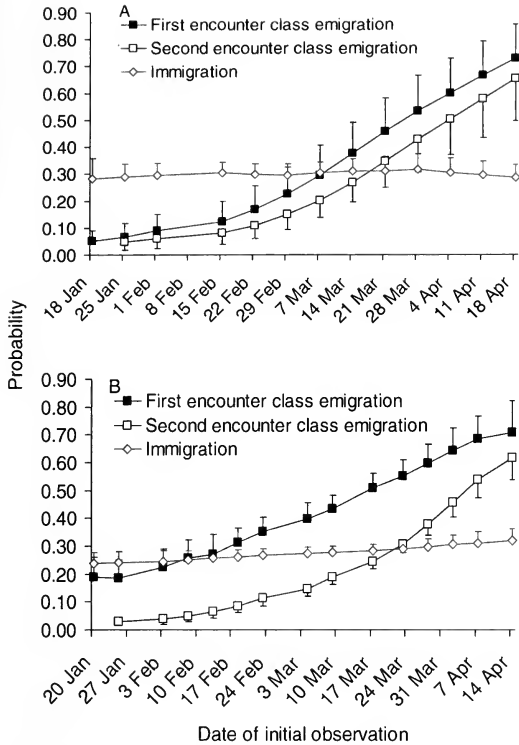 A
First encounter class emigration
Second encounter class emigration
Immigration
0.90
0.80
0.70
0.60
0.50
0.40
0.30
0.20
0.10
0.00
18 Jan
25 Jan
1 Feb
8 Feb
15 Feb
22 Feb
29 Feb
7 Mar
14 Mar
21 Mar
28 Mar
4 Apr
11 Apr
18 Apr
Probability
B
First encounter class emigration
Second encounter class emigration
Immigration
0.90
0.80
0.70
0.60
0.50
0.40
0.30
0.20
0.10
0.00
20 Jan
27 Jan
3 Feb
10 Feb
17 Feb
24 Feb
3 Mar
10 Mar
17 Mar
24 Mar
31 Mar
7 Apr
14 Apr
Date of initial observation